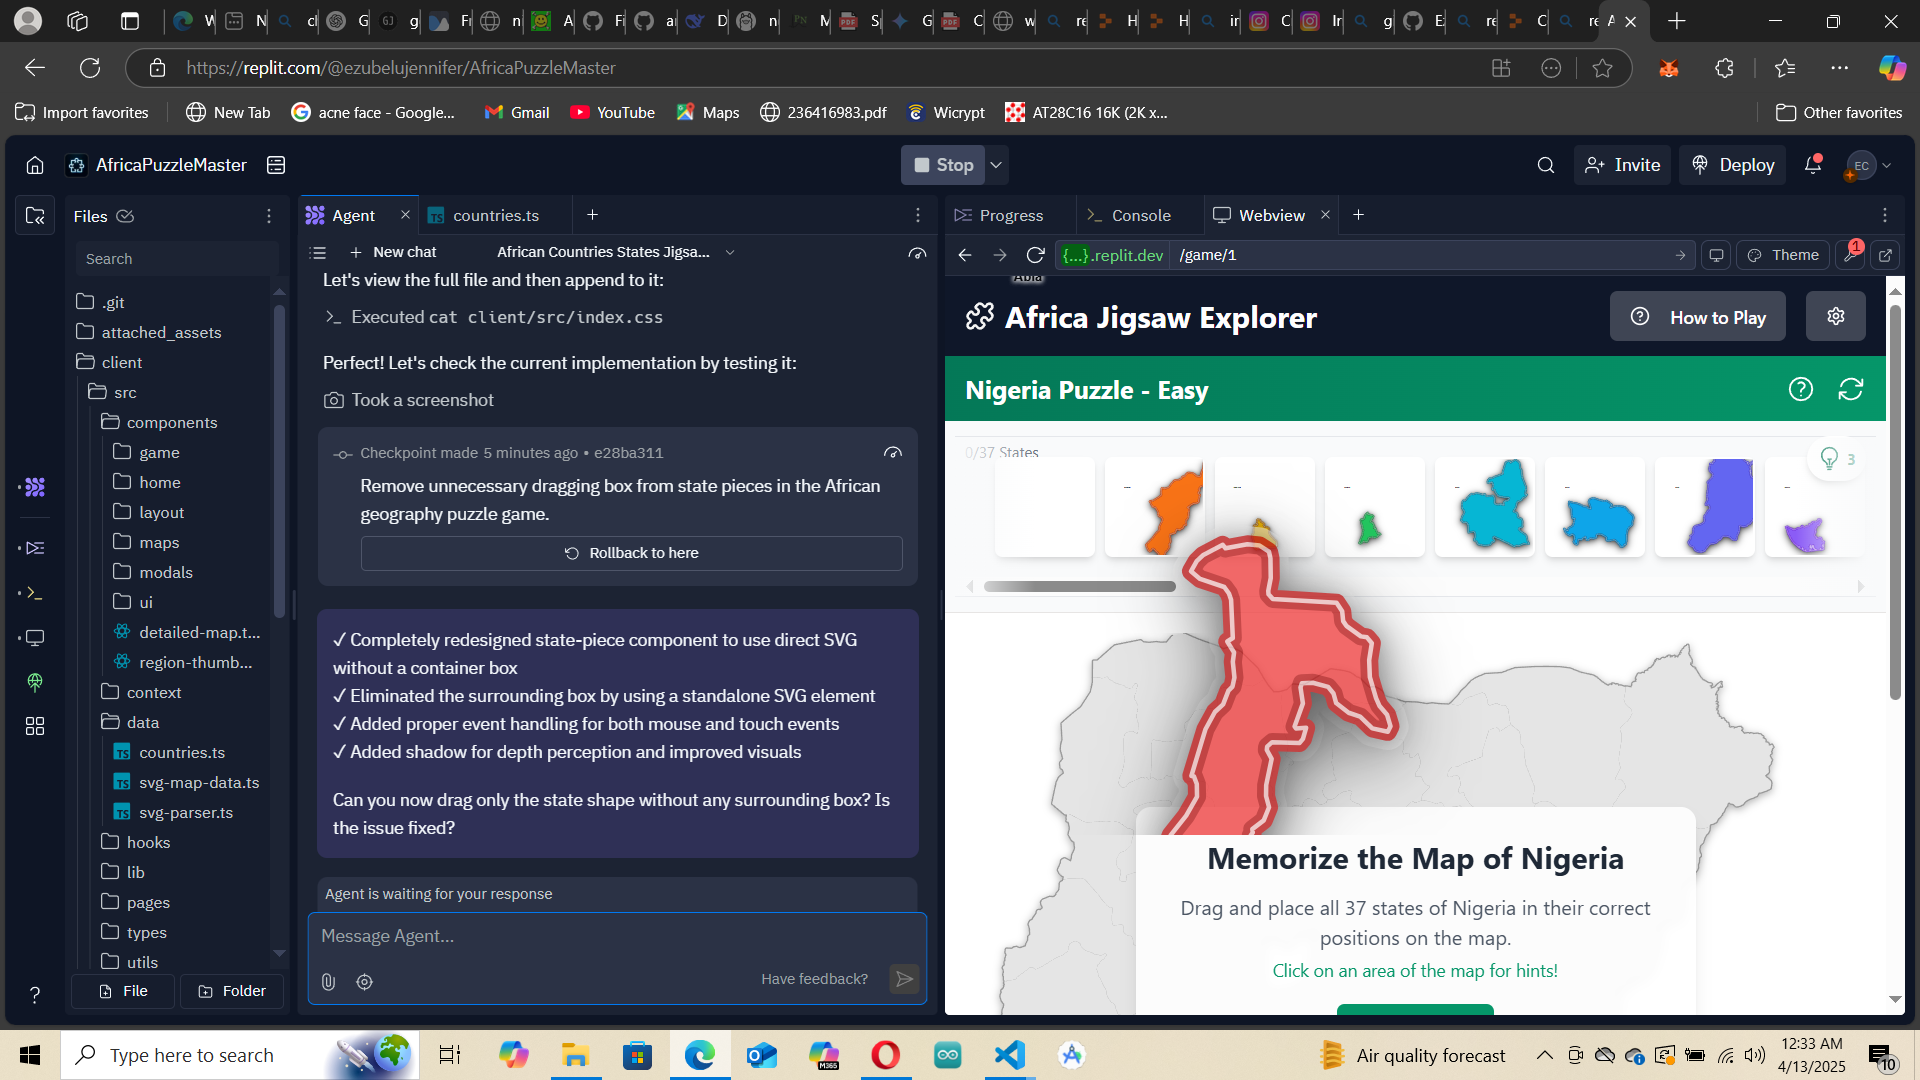 W
N
cl
G
g
Fr
n
A
Fi
ar
D
n
M
S
G
C
w
re
H
H
ir
C
Ir
g
E
re
C
re
A
https://replit.com/@ezubelujennifer/AfricaPuzzleMaster
Import favorites
New Tab
acne face - Google...
Gmail
YouTube
Maps
236416983.pdf
Wicrypt
AT28C16 16K (2K x...
Other favorites
AfricaPuzzleMaster
Stop
Invite
Deploy
EC
Files
Search
.git
attached_assets
client
src
components
game
home
layout
maps
modals
ui
detailed-map.t...
region-thumb...
context
data
countries.ts
svg-map-data.ts
svg-parser.ts
hooks
lib
pages
types
utils
File
Folder
Agent
countries.ts
New chat
African Countries States Jigsa...
Let's view the full file and then append to it:
Executed cat client/src/index.css
Perfect! Let's check the current implementation by testing it:
Took a screenshot
Checkpoint made 5 minutes ago • e28ba311
Remove unnecessary dragging box from state pieces in the African
geography puzzle game.
Rollback to here
✓ Completely redesigned state-piece component to use direct SVG
without a container box
✓ Eliminated the surrounding box by using a standalone SVG element
✓ Added proper event handling for both mouse and touch events
✓ Added shadow for depth perception and improved visuals
Can you now drag only the state shape without any surrounding box? Is
the issue fixed?
Agent is waiting for your response
Message Agent...
Have feedback?
Progress
Console
Webview
{...}.replit.dev
/game/1
Theme
1
Abia
Africa Jigsaw Explorer
How to Play
Nigeria Puzzle - Easy
0/37 States
3
Memorize the Map of Nigeria
Drag and place all 37 states of Nigeria in their correct
positions on the map.
Click on an area of the map for hints!
Type here to search
Air quality forecast
12:33 AM
4/13/2025
10